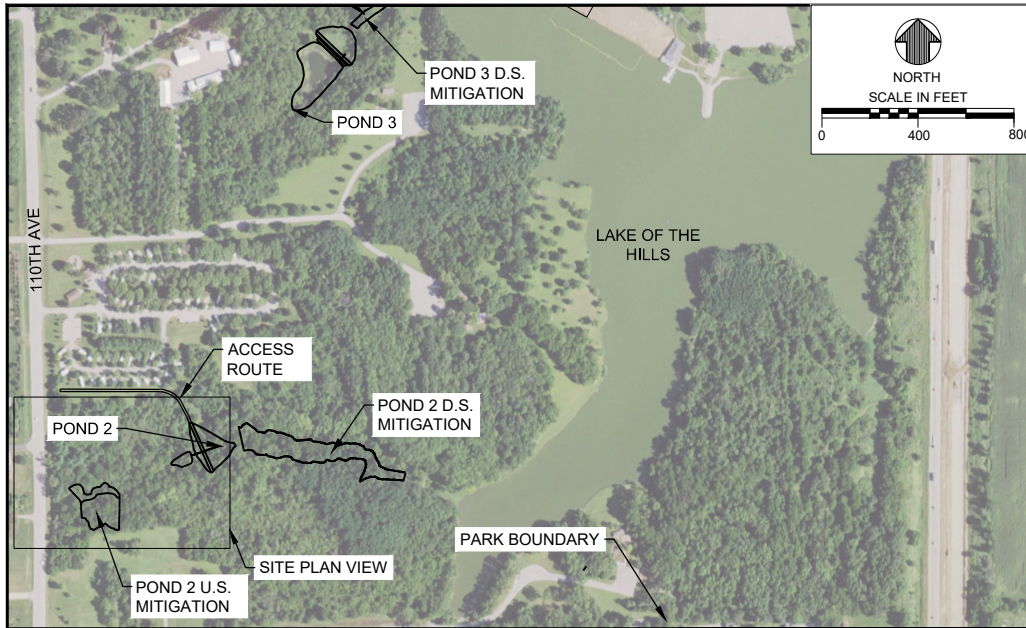 POND 3 D.S.
MITIGATION
POND 3
NORTH
SCALE IN FEET
0 400 800
110TH AVE
LAKE OF THE
HILLS
ACCESS
ROUTE
POND 2
POND 2 D.S.
MITIGATION
PARK BOUNDARY
SITE PLAN VIEW
POND 2 U.S.
MITIGATION